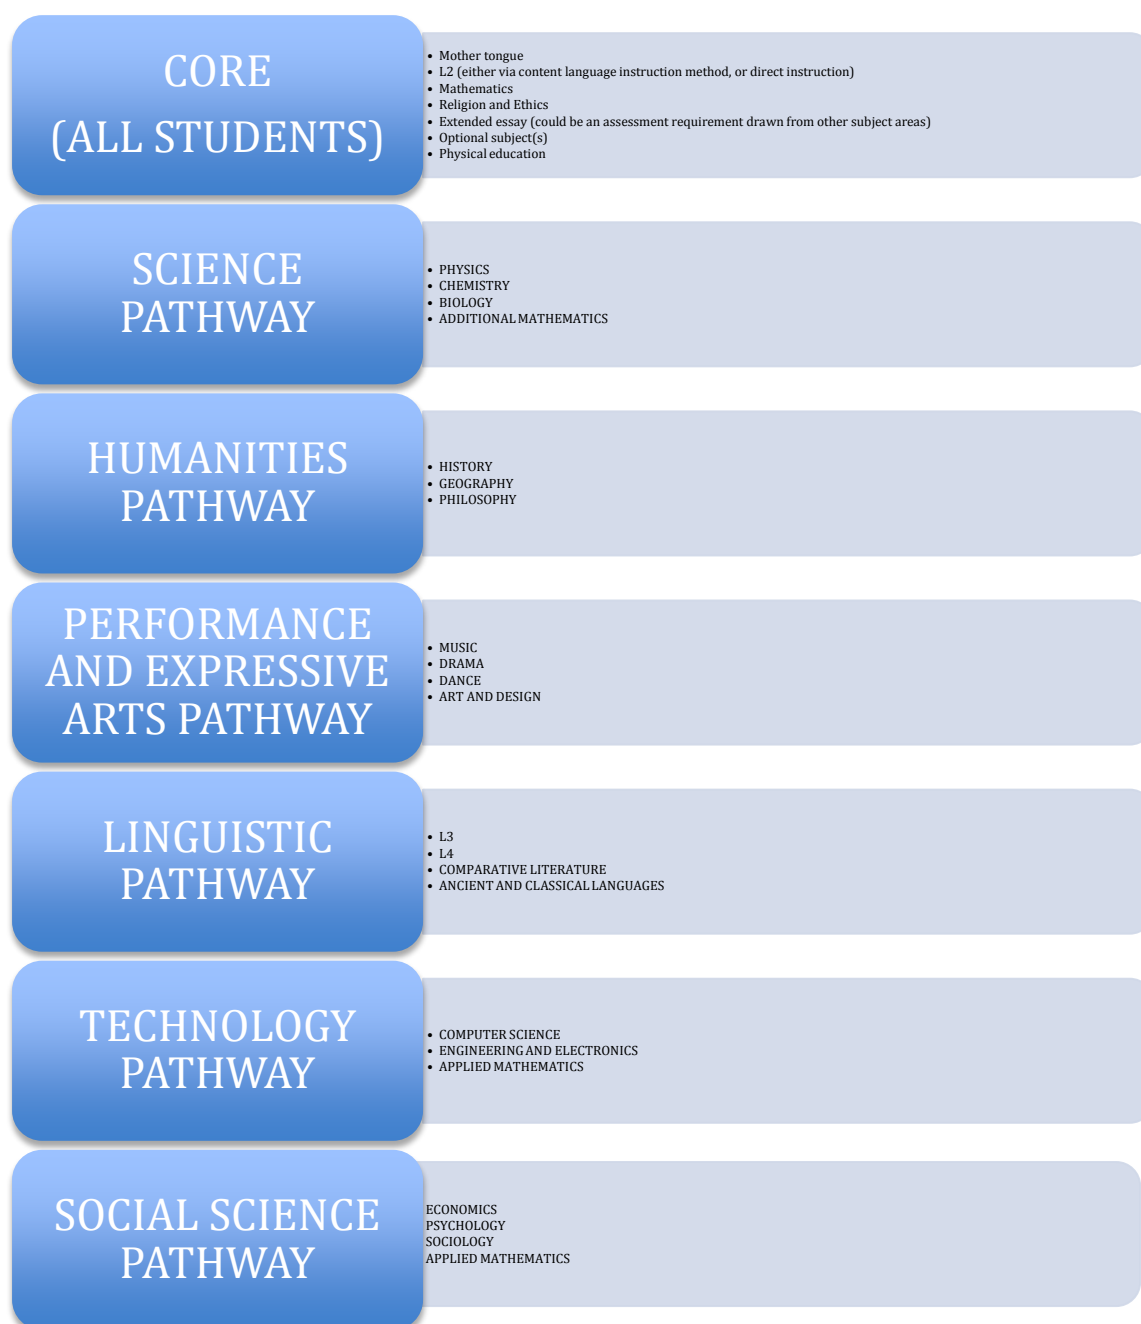 CORE
(ALL STUDENTS)
• Mother tongue
• L2 (either via content language instruction method, or direct instruction)
• Mathematics
• Religion and Ethics
• Extended essay (could be an assessment requirement drawn from other subject areas)
• Optional subject(s)
• Physical education
SCIENCE
PATHWAY
• PHYSICS
• CHEMISTRY
• BIOLOGY
• ADDITIONAL MATHEMATICS
HUMANITIES
PATHWAY
• HISTORY
• GEOGRAPHY
• PHILOSOPHY
PERFORMANCE
AND EXPRESSIVE
ARTS PATHWAY
• MUSIC
• DRAMA
• DANCE
• ART AND DESIGN
LINGUISTIC
PATHWAY
• L3
• L4
• COMPARATIVE LITERATURE
• ANCIENT AND CLASSICAL LANGUAGES
TECHNOLOGY
PATHWAY
• COMPUTER SCIENCE
• ENGINEERING AND ELECTRONICS
• APPLIED MATHEMATICS
SOCIAL SCIENCE
PATHWAY
ECONOMICS
PSYCHOLOGY
SOCIOLOGY
APPLIED MATHEMATICS